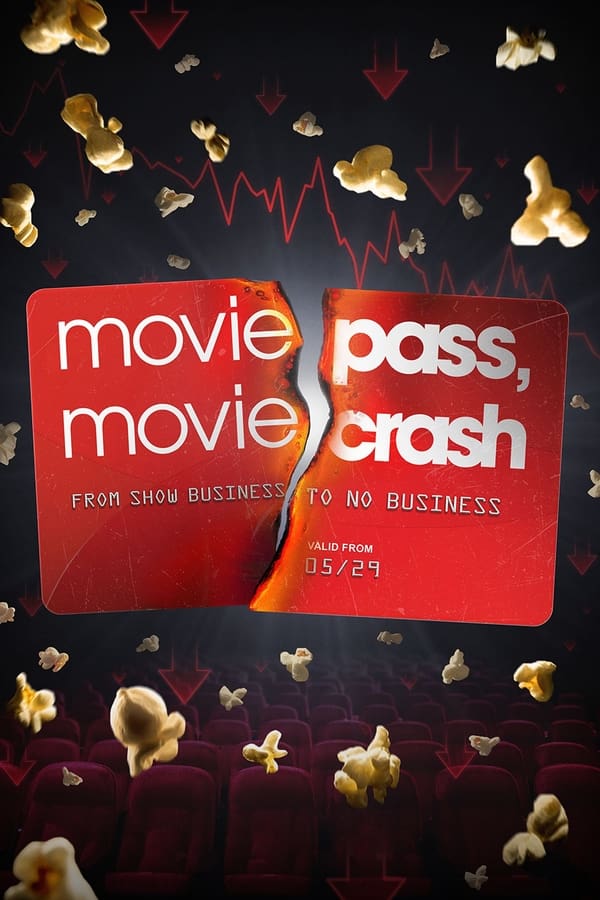 movie pass,
movie crash
FROM SHOW BUSINESS TO NO BUSINESS
VALID FROM
05/29